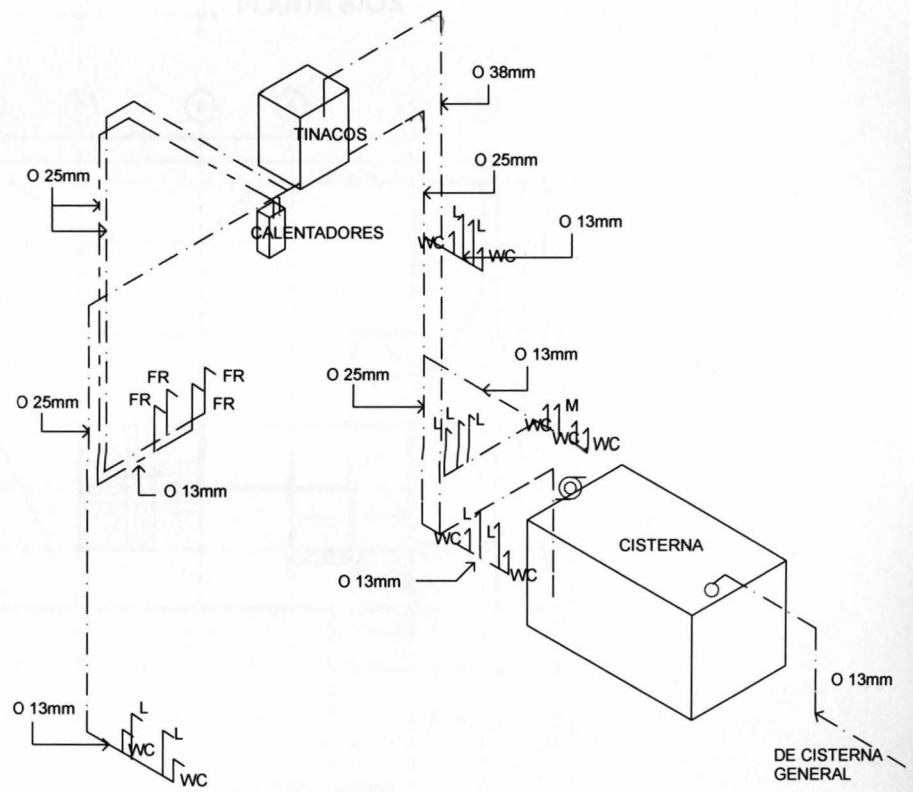 PLANTA BAJA
O 38mm
TINACOS
O 25mm
O 25mm
L
L
O 13mm
CALENTADORES
WC
WC
O 13mm
FR
FR
O 25mm
O 25mm
FR
FR
M
L
L
L
WC
WC
WC
O 13mm
L
L
CISTERNA
WC
WC
O 13mm
O 13mm
O 13mm
L
L
WC
WC
DE CISTERNA
GENERAL